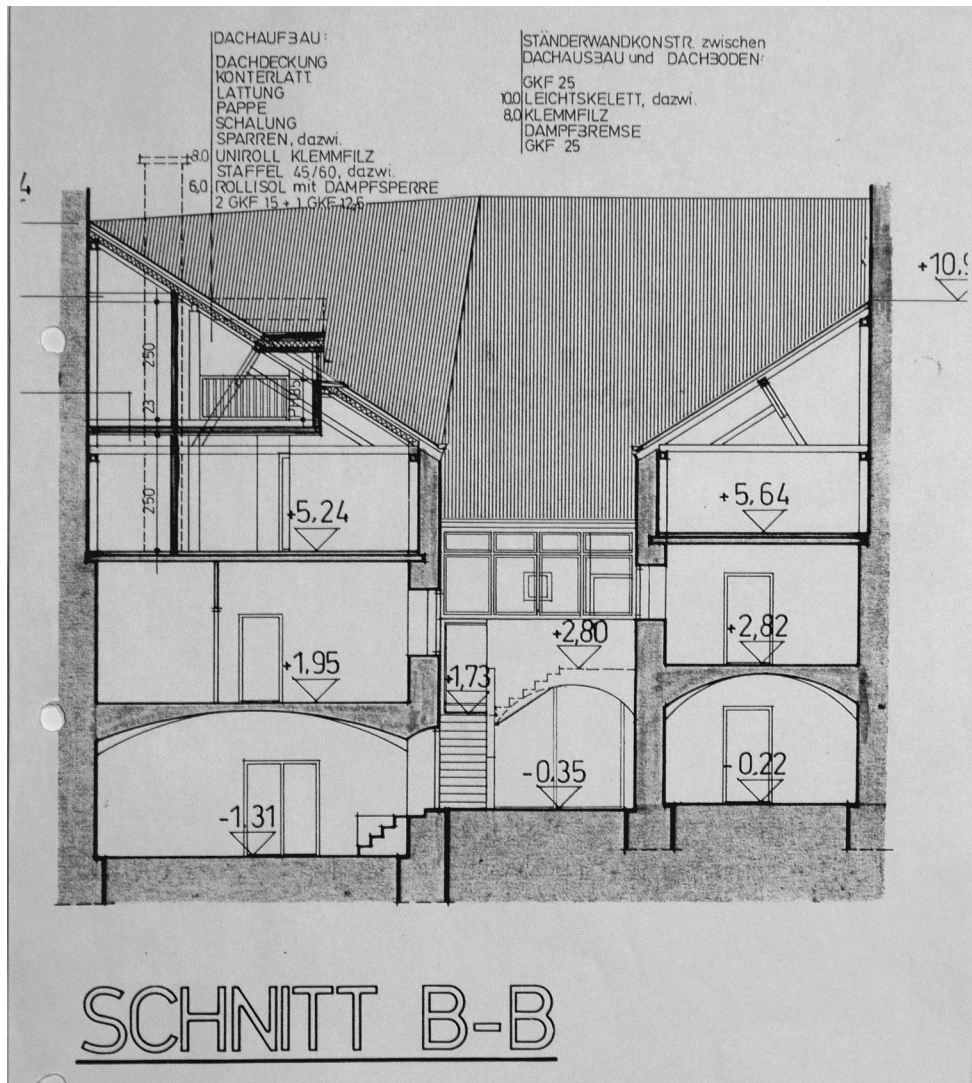 DACHAUFBAU:
DACHDECKUNG
KONTERLATT.
LATTUNG
PAPPE
SCHALUNG
SPARREN, dazwi.
8.0 UNIROLL KLEMMFILZ
STAFFEL 45/60, dazwi.
6,0 ROLLISOL mit DAMPFSPERRE
2 GKF 15 + 1 GKF 12,5
STÄNDERWANDKONSTR. zwischen
DACHAUSBAU und DACHBODEN:
GKF 25
10.0 LEICHTSKELETT, dazwi.
8.0 KLEMMFILZ
DAMPFBREMSE
GKF 25
4
+10,9
250
23
250
+5,24
+5,64
+2,80
+2,82
+1,95
+1,73
-0,35
-0,22
-1,31
SCHNITT B-B